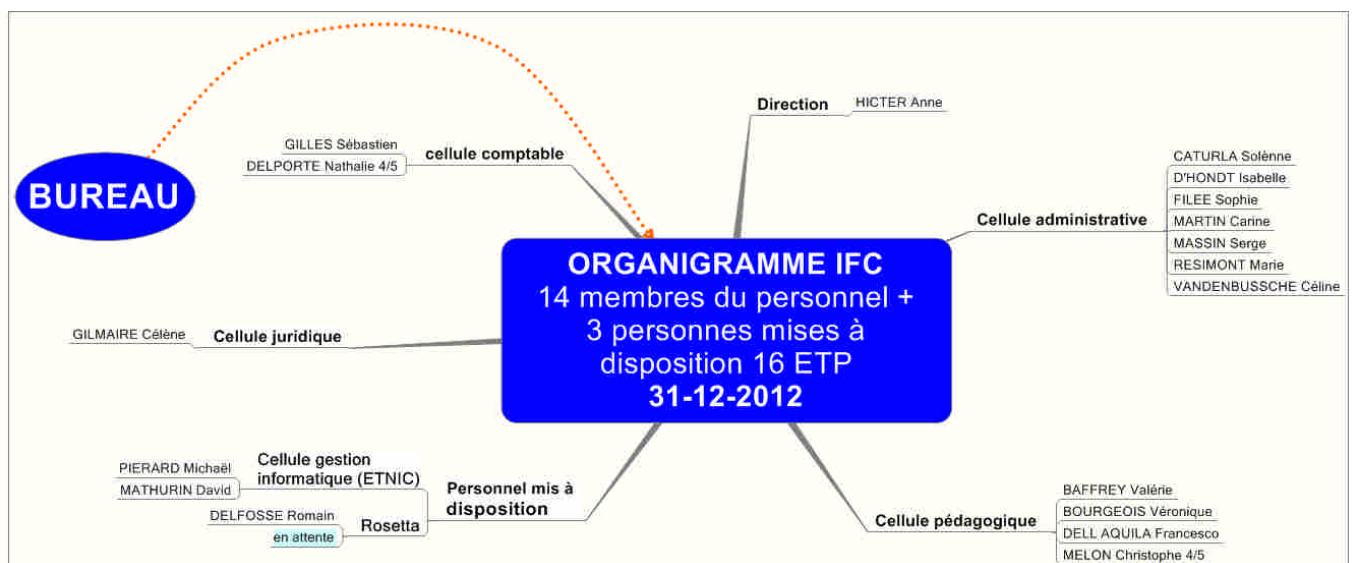 Direction
HICTER Anne
GILLES Sébastien
DELPORTE Nathalie 4/5
cellule comptable
BUREAU
CATURLA Solènne
D'HONDT Isabelle
FILEE Sophie
MARTIN Carine
MASSIN Serge
RESIMONT Marie
VANDENBUSSCHE Céline
Cellule administrative
ORGANIGRAMME IFC
14 membres du personnel +
3 personnes mises à
disposition 16 ETP
31-12-2012
GILMAIRE Célène
Cellule juridique
PIERARD Michaël
MATHURIN David
Cellule gestion
informatique (ETNIC)
DELFOSSE Romain
en attente
Rosetta
Personnel mis à
disposition
Cellule pédagogique
BAFFREY Valérie
BOURGEOIS Véronique
DELL AQUILA Francesco
MELON Christophe 4/5